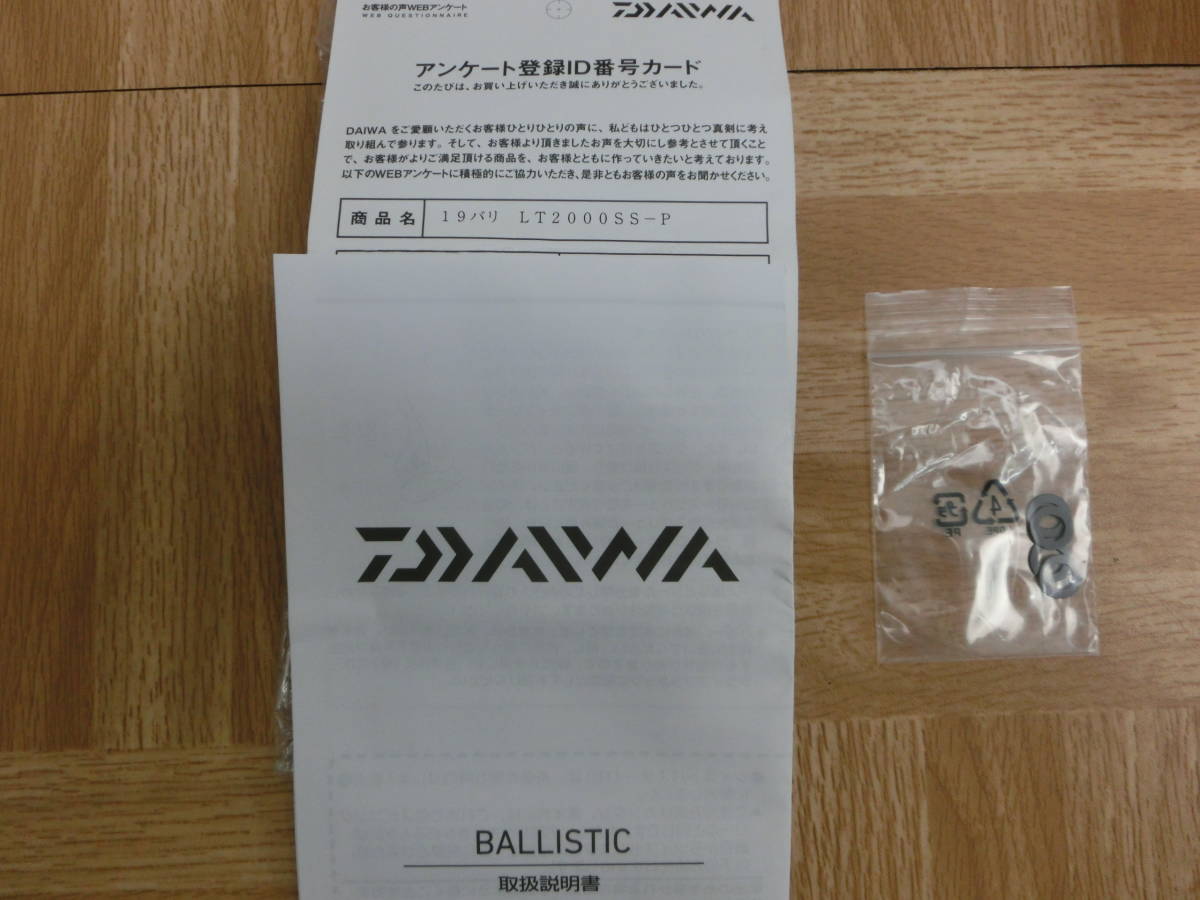 お客様の声WEBアンケート
WEB QUESTIONNAIRE
DAIWA
アンケート登録ID番号カード
このたびは、お買い上げいただき誠にありがとうございました。
DAIWA をご愛顧いただくお客様ひとりひとりの声に、私どもはひとつひとつ真剣に考え
取り組んで参ります。そして、お客様より頂きましたお声を大切にし参考とさせて頂くこと
で、お客様がよりご満足頂ける商品を、お客様とともに作っていきたいと考えております。
以下のWEBアンケートに積極的にご協力いただき、是非ともお客様の声をお聞かせください。
商品名 19バリ LT2000SS-P
DAIWA
BALLISTIC
取扱説明書
プラ
PE
4